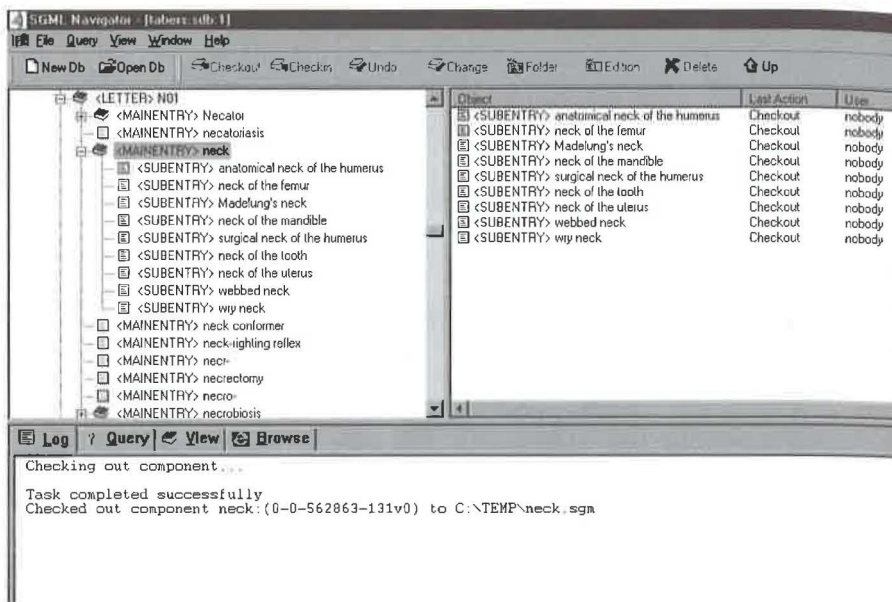 SGML Navigator - [tabers.sdb:1]
File Query View Window Help
New Db Open Db Checkout Checkin Undo Change Folder Edition Delete Up
<LETTER> N01
<MAINENTRY> Necator
<MAINENTRY> necatoriasis
<MAINENTRY> neck
<SUBENTRY> anatomical neck of the humerus
<SUBENTRY> neck of the femur
<SUBENTRY> Madelung's neck
<SUBENTRY> neck of the mandible
<SUBENTRY> surgical neck of the humerus
<SUBENTRY> neck of the tooth
<SUBENTRY> neck of the uterus
<SUBENTRY> webbed neck
<SUBENTRY> wry neck
<MAINENTRY> neck conformer
<MAINENTRY> neck-righting reflex
<MAINENTRY> necr-
<MAINENTRY> necrectomy
<MAINENTRY> necro-
<MAINENTRY> necrobiosis
Object Last Action User
<SUBENTRY> anatomical neck of the humerus Checkout nobody
<SUBENTRY> neck of the femur Checkout nobody
<SUBENTRY> Madelung's neck Checkout nobody
<SUBENTRY> neck of the mandible Checkout nobody
<SUBENTRY> surgical neck of the humerus Checkout nobody
<SUBENTRY> neck of the tooth Checkout nobody
<SUBENTRY> neck of the uterus Checkout nobody
<SUBENTRY> webbed neck Checkout nobody
<SUBENTRY> wry neck Checkout nobody
Log ? Query View Browse
Checking out component...
Task completed successfully
Checked out component neck:(0-0-562863-131v0) to C:\TEMP\neck.sgm